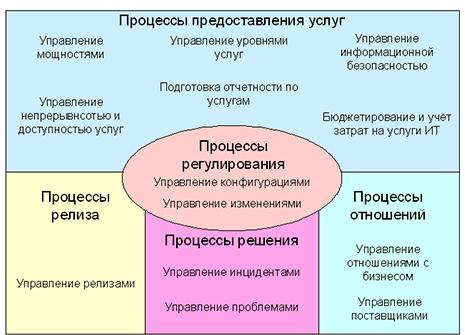 Процессы предоставления услуг
Управление
мощностями
Управление уровнями
услуг
Управление
информационной
безопасностью
Подготовка отчетности по
услугам
Управление
непрерывнсотью и
доступностью услуг
Бюджетирование и учёт
затрат на услуги ИТ
Процессы
регулирования
Управление конфигурациями
Управление изменениями
Процессы
релиза
Управление релизами
Процессы решения
Управление инцидентами
Управление проблемами
Процессы
отношений
Управление
отношениями с
бизнесом
Управление
поставщиками